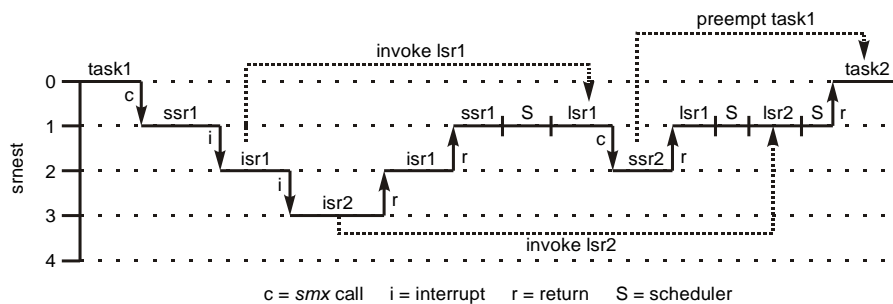 preempt task1
invoke lsr1
0 task1 task2
c r
1 ssr1 ssr1 S lsr1 lsr1 S lsr2 S
i r c r
srnest
2 isr1 isr1 ssr2
i r
3 isr2
invoke lsr2
4
c = smx call i = interrupt r = return S = scheduler